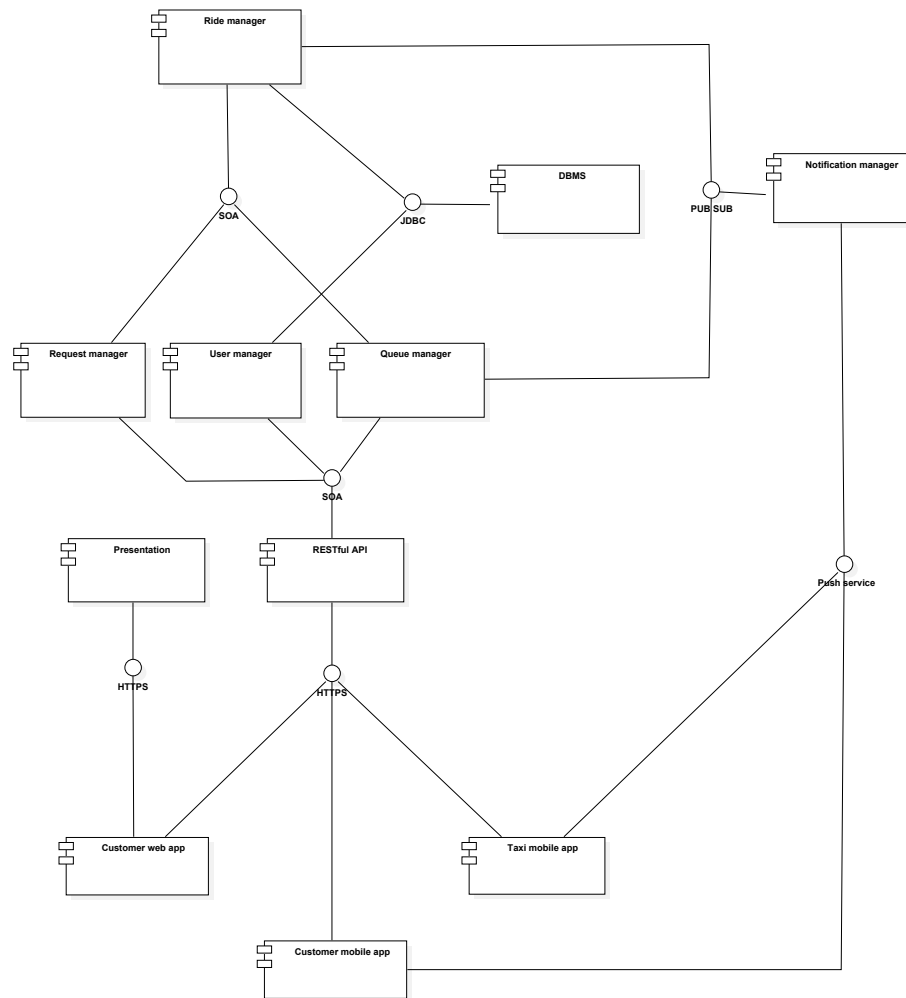 Ride manager
Notification manager
DBMS
SOA
JDBC
PUB SUB
Request manager
User manager
Queue manager
SOA
Presentation
RESTful API
Push service
HTTPS
HTTPS
Customer web app
Taxi mobile app
Customer mobile app